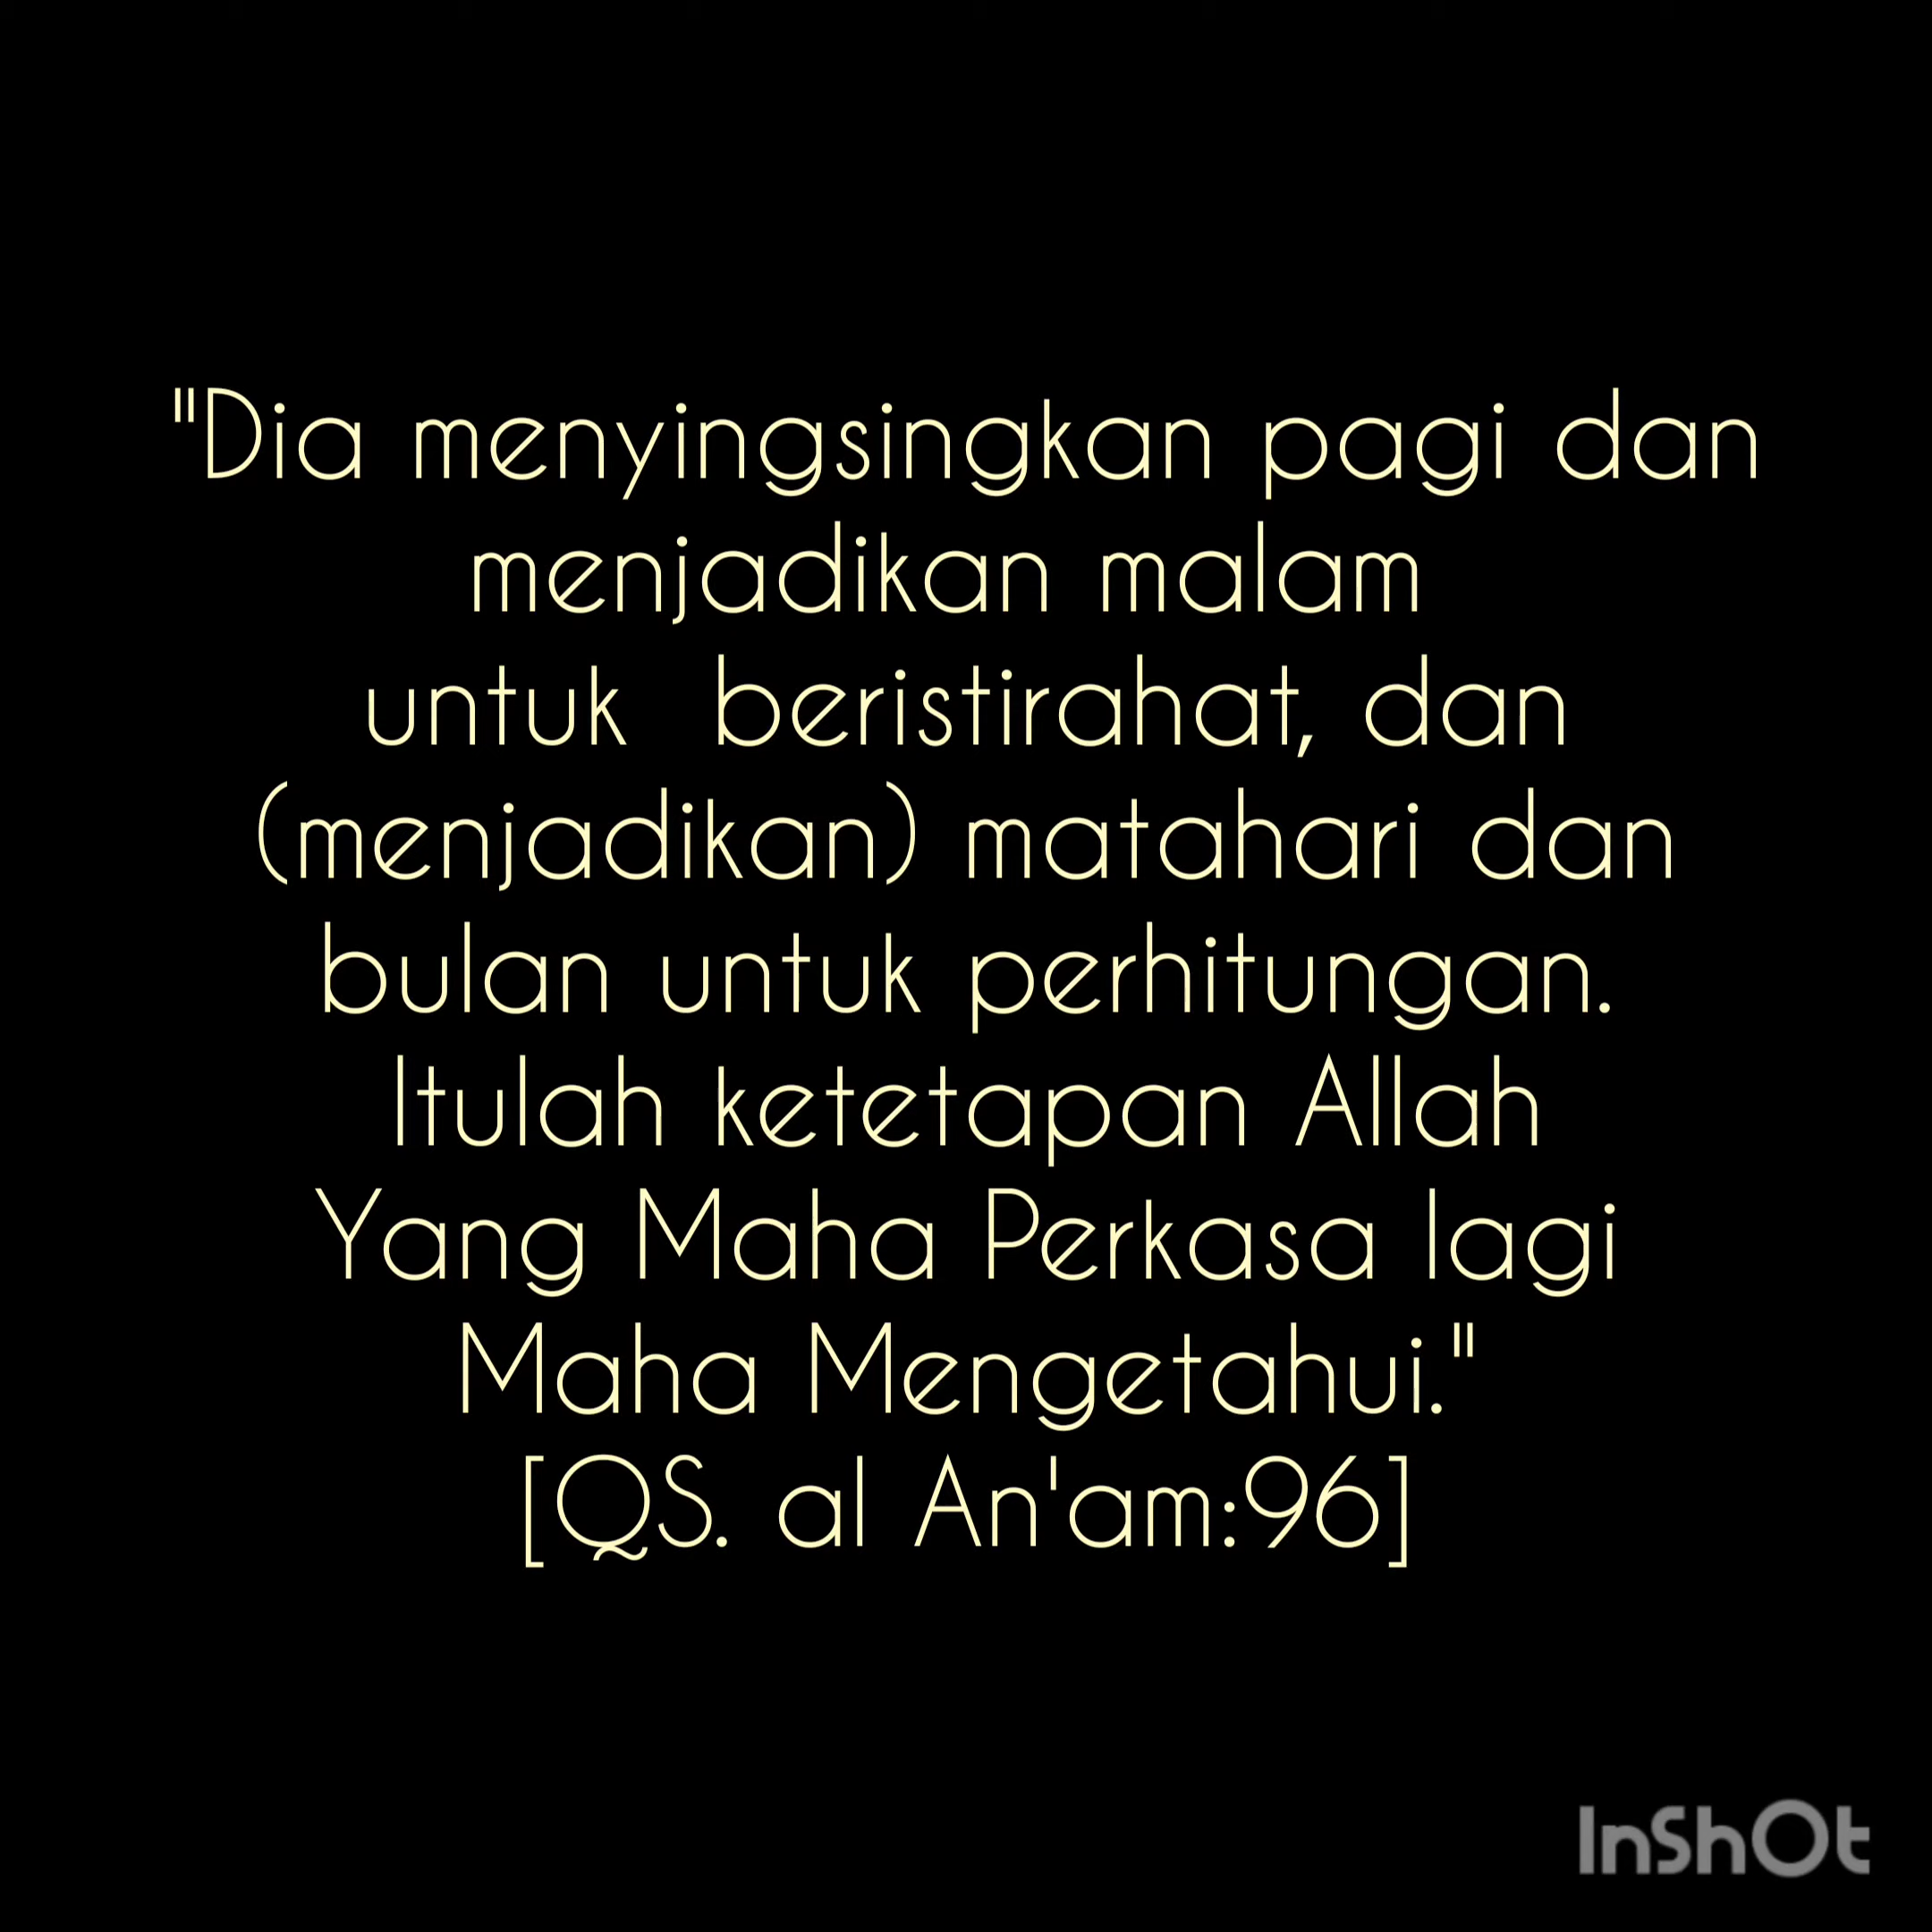 "Dia menyingsingkan pagi dan
menjadikan malam
untuk  beristirahat, dan
(menjadikan) matahari dan
bulan untuk perhitungan.
Itulah ketetapan Allah
Yang Maha Perkasa lagi
Maha Mengetahui."
[QS. al An'am:96]
InShOt